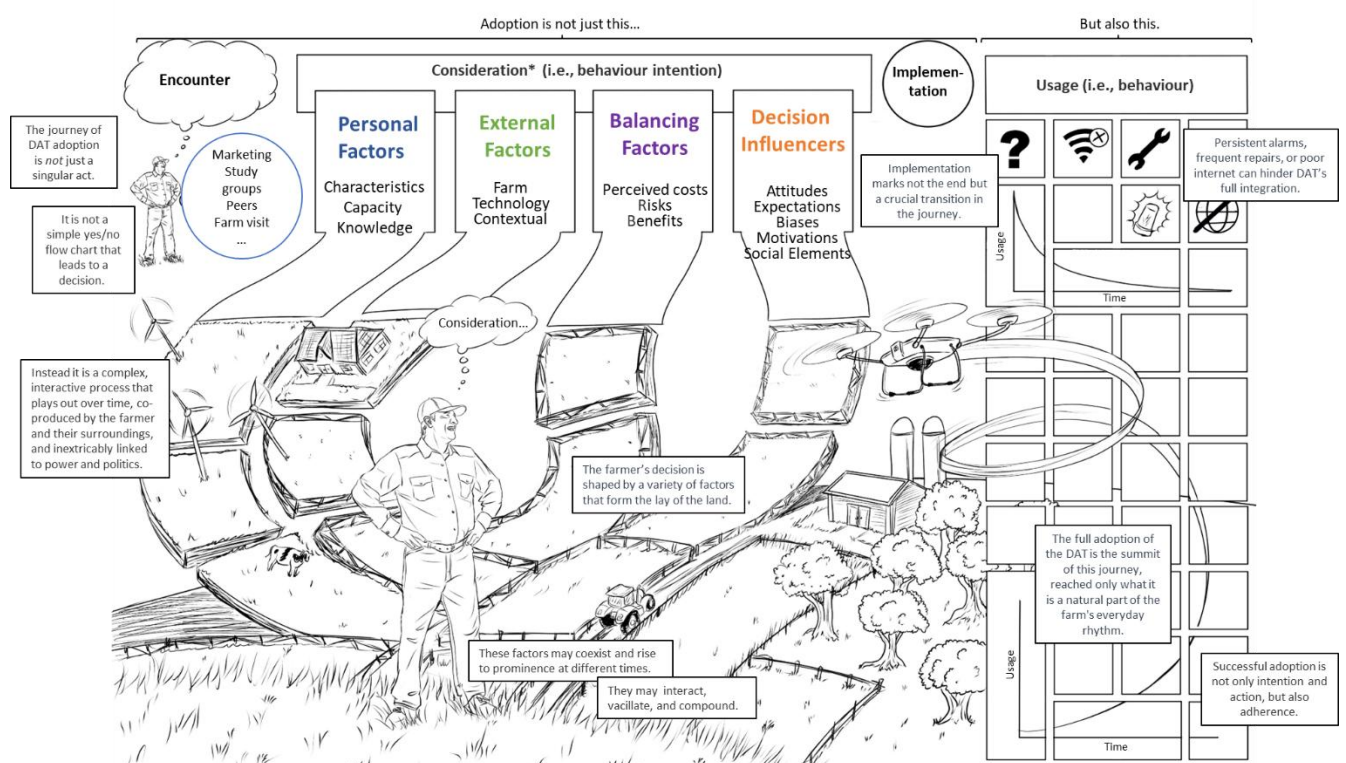 Adoption is not just this...
But also this.
Encounter
Consideration* (i.e., behaviour intention)
Implemen-
tation
Usage (i.e., behaviour)
The journey of
DAT adoption
is not just a
singular act.
It is not a
simple yes/no
flow chart that
leads to a
decision.
Marketing
Study
groups
Peers
Farm visit
...
Personal
Factors
Characteristics
Capacity
Knowledge
External
Factors
Farm
Technology
Contextual
Balancing
Factors
Perceived costs
Risks
Benefits
Decision
Influencers
Attitudes
Expectations
Biases
Motivations
Social Elements
Implementation
marks not the end but
a crucial transition in
the journey.
?
Persistent alarms,
frequent repairs, or poor
internet can hinder DAT's
full integration.
Usage
Time
Consideration...
Instead it is a complex,
interactive process that
plays out over time, co-
produced by the farmer
and their surroundings,
and inextricably linked
to power and politics.
The farmer's decision is
shaped by a variety of factors
that form the lay of the land.
The full adoption of
the DAT is the summit
of this journey,
reached only what it
is a natural part of the
farm's everyday
rhythm.
These factors may coexist and rise
to prominence at different times.
They may interact,
vacillate, and compound.
Usage
Time
Successful adoption is
not only intention and
action, but also
adherence.